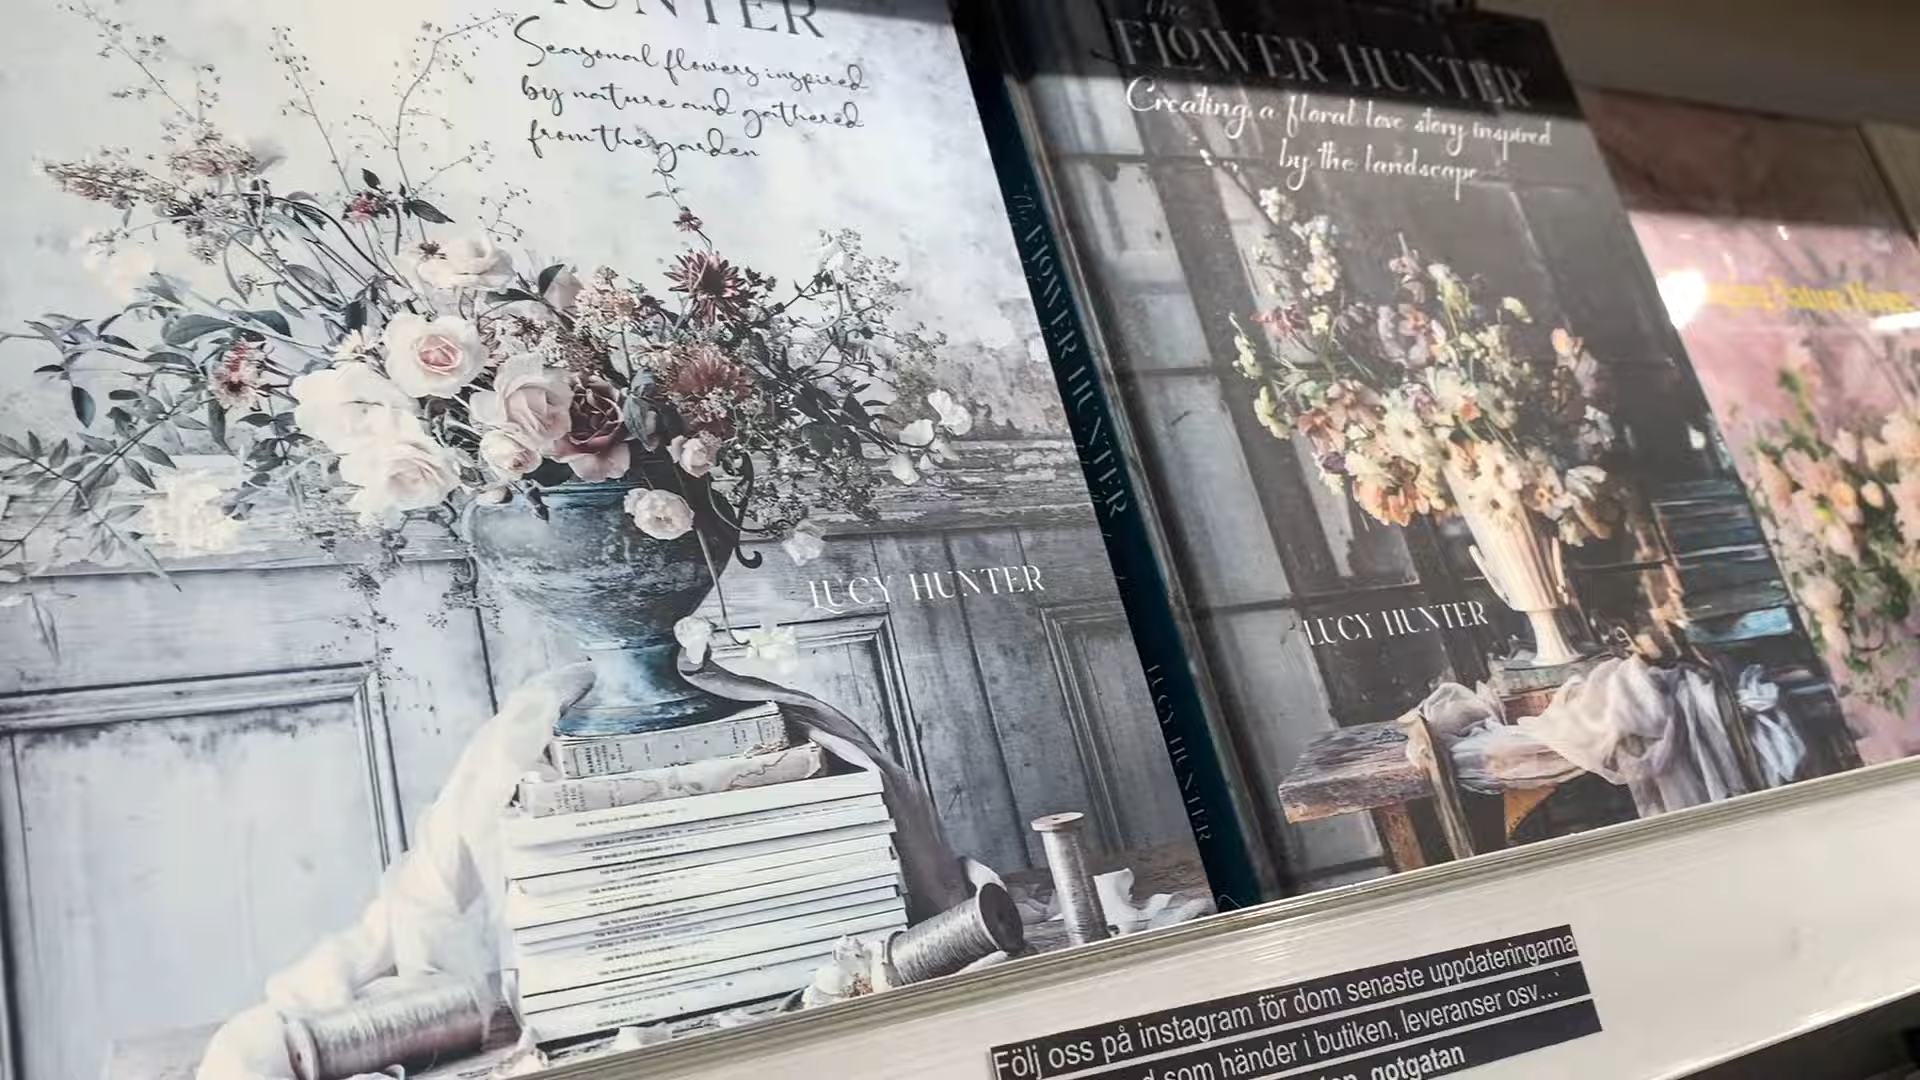 HUNTER
Seasonal flowers inspired
by nature and gathered
from the garden
LUCY HUNTER
The FLOWER HUNTER
LUCY HUNTER
The
FLOWER HUNTER
Creating a floral love story inspired
by the landscape
LUCY HUNTER
Följ oss på instagram för dom senaste uppdateringarna
som händer i butiken, leveranser osv...
gotgatan